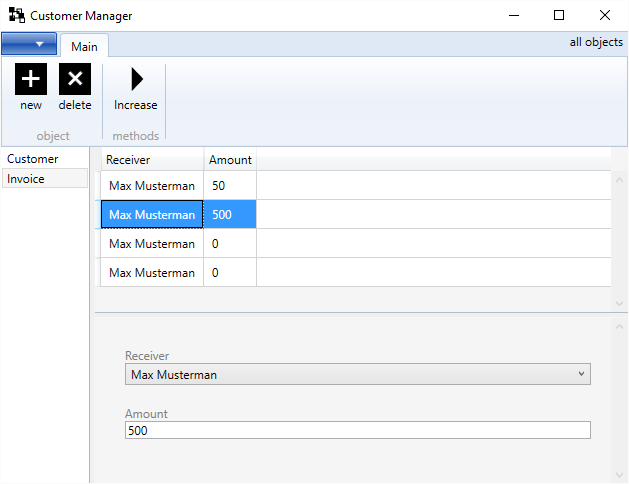 Customer Manager
Main
all objects
new delete Increase
object methods
Customer
Invoice
Receiver Amount
Max Musterman 50
Max Musterman 500
Max Musterman 0
Max Musterman 0
Receiver
Max Musterman
Amount
500